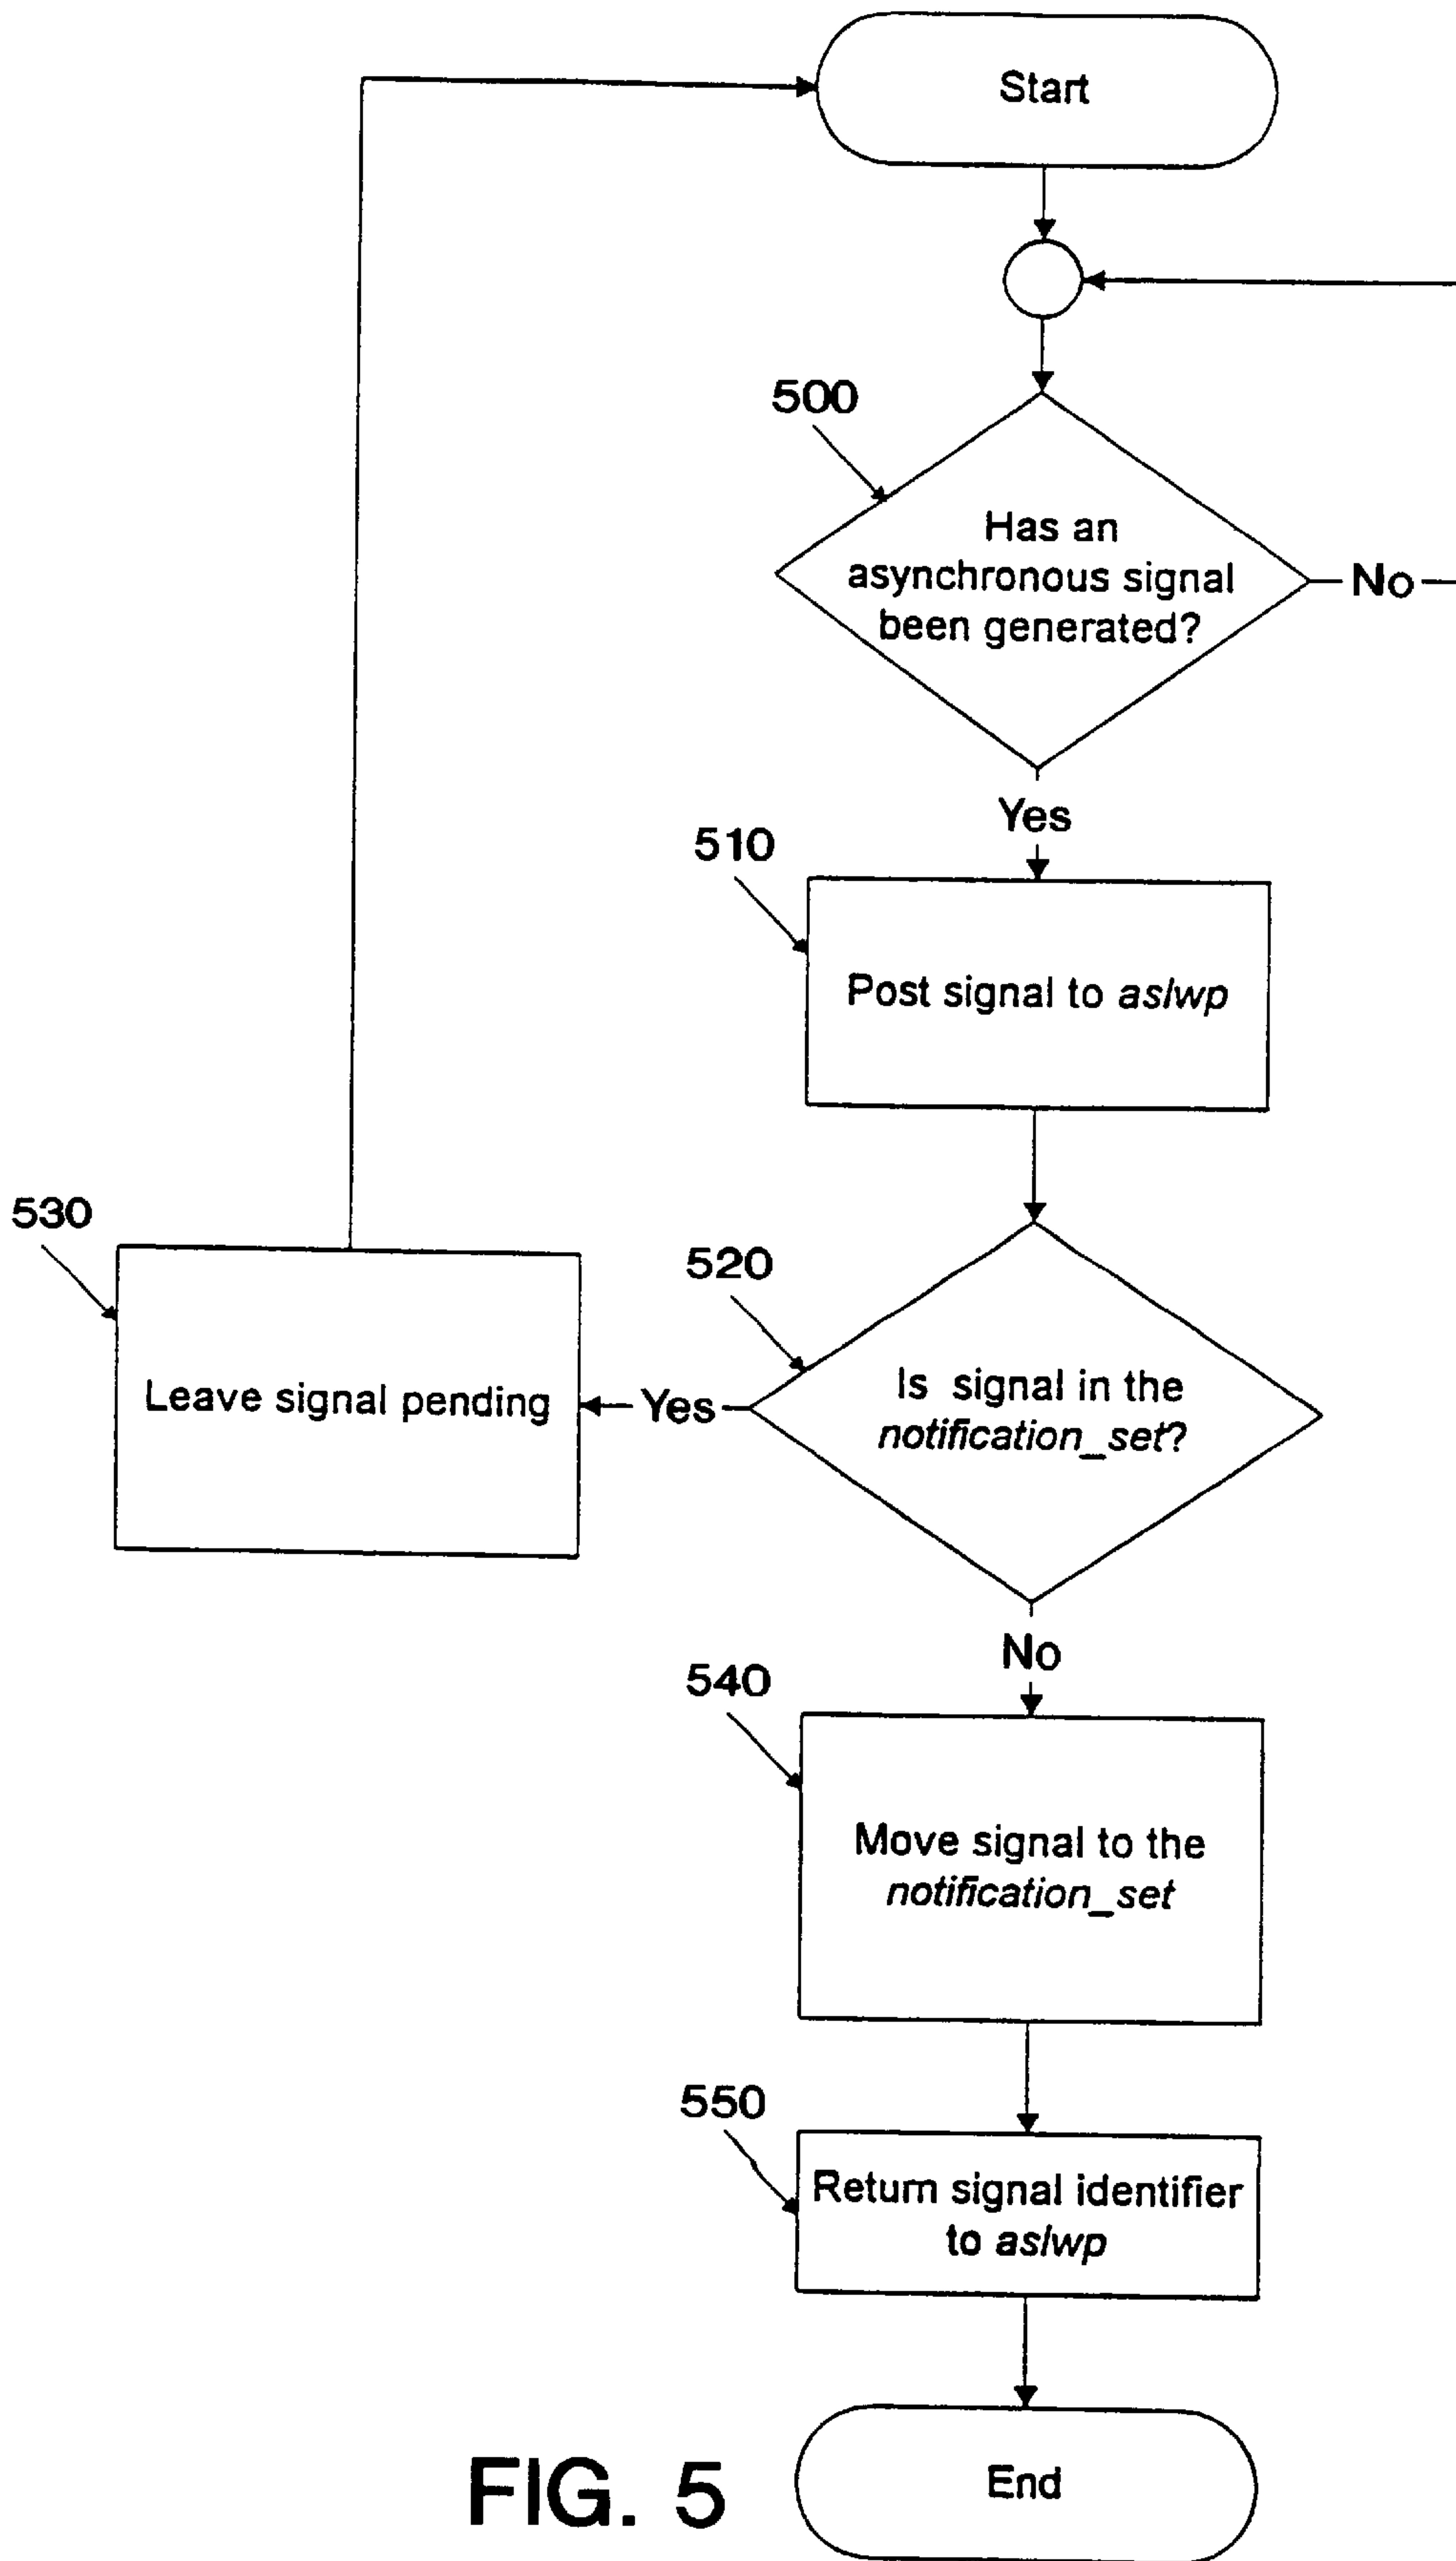 Start
500
Has an
asynchronous signal
been generated?
No
Yes
510
Post signal to aslwp
530
520
Leave signal pending
Yes
Is signal in the
notification_set?
No
540
Move signal to the
notification_set
550
Return signal identifier
to aslwp
FIG. 5
End